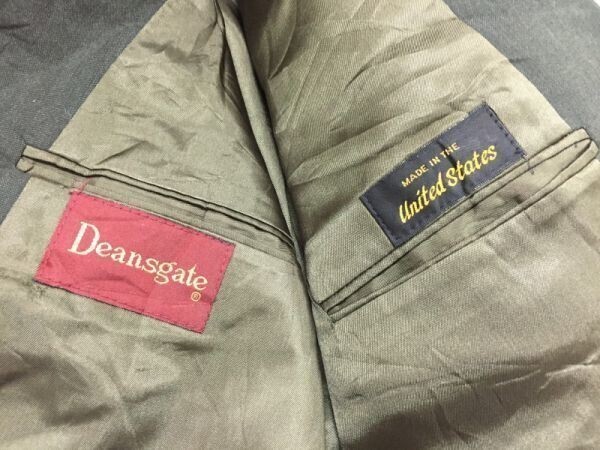 Deansgate
®
MADE IN THE
United States